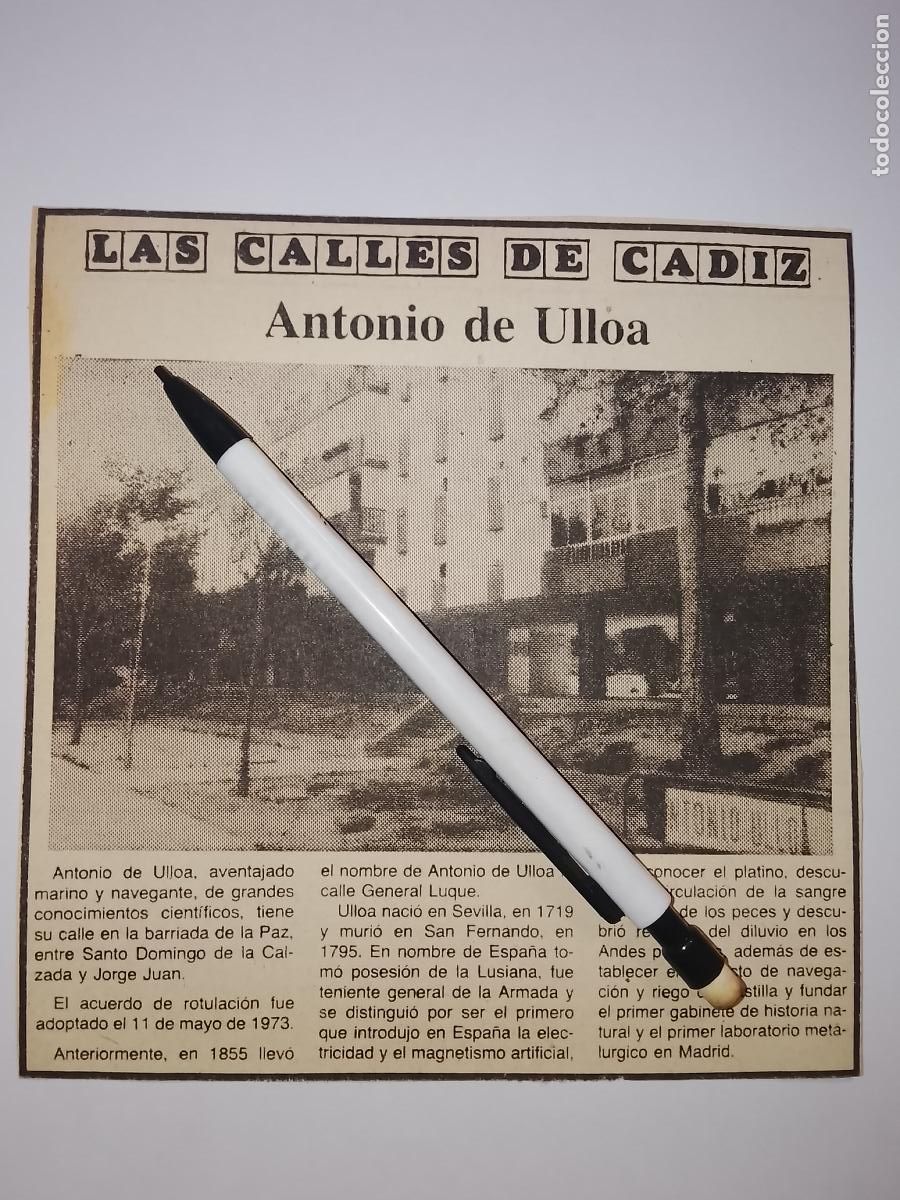 todocoleccion
LAS CALLES DE CADIZ
Antonio de Ulloa
Antonio de Ulloa, aventajado
marino y navegante, de grandes
conocimientos científicos, tiene
su calle en la barriada de la Paz,
entre Santo Domingo de la Cal-
zada y Jorge Juan.
El acuerdo de rotulación fue
adoptado el 11 de mayo de 1973.
Anteriormente, en 1855 llevó
el nombre de Antonio de Ulloa
calle General Luque.
Ulloa nació en Sevilla, en 1719
y murió en San Fernando, en
1795. En nombre de España to-
mó posesión de la Lusiana, fue
teniente general de la Armada y
se distinguió por ser el primero
que introdujo en España la elec-
tricidad y el magnetismo artificial,
conocer el platino, descu-
rculación de la sangre
de los peces y descu-
brió del diluvio en los
Andes además de es-
tablecer to de navega-
ción y riego stilla y fundar
el primer gabinete de historia na-
tural y el primer laboratorio meta-
lurgico en Madrid.